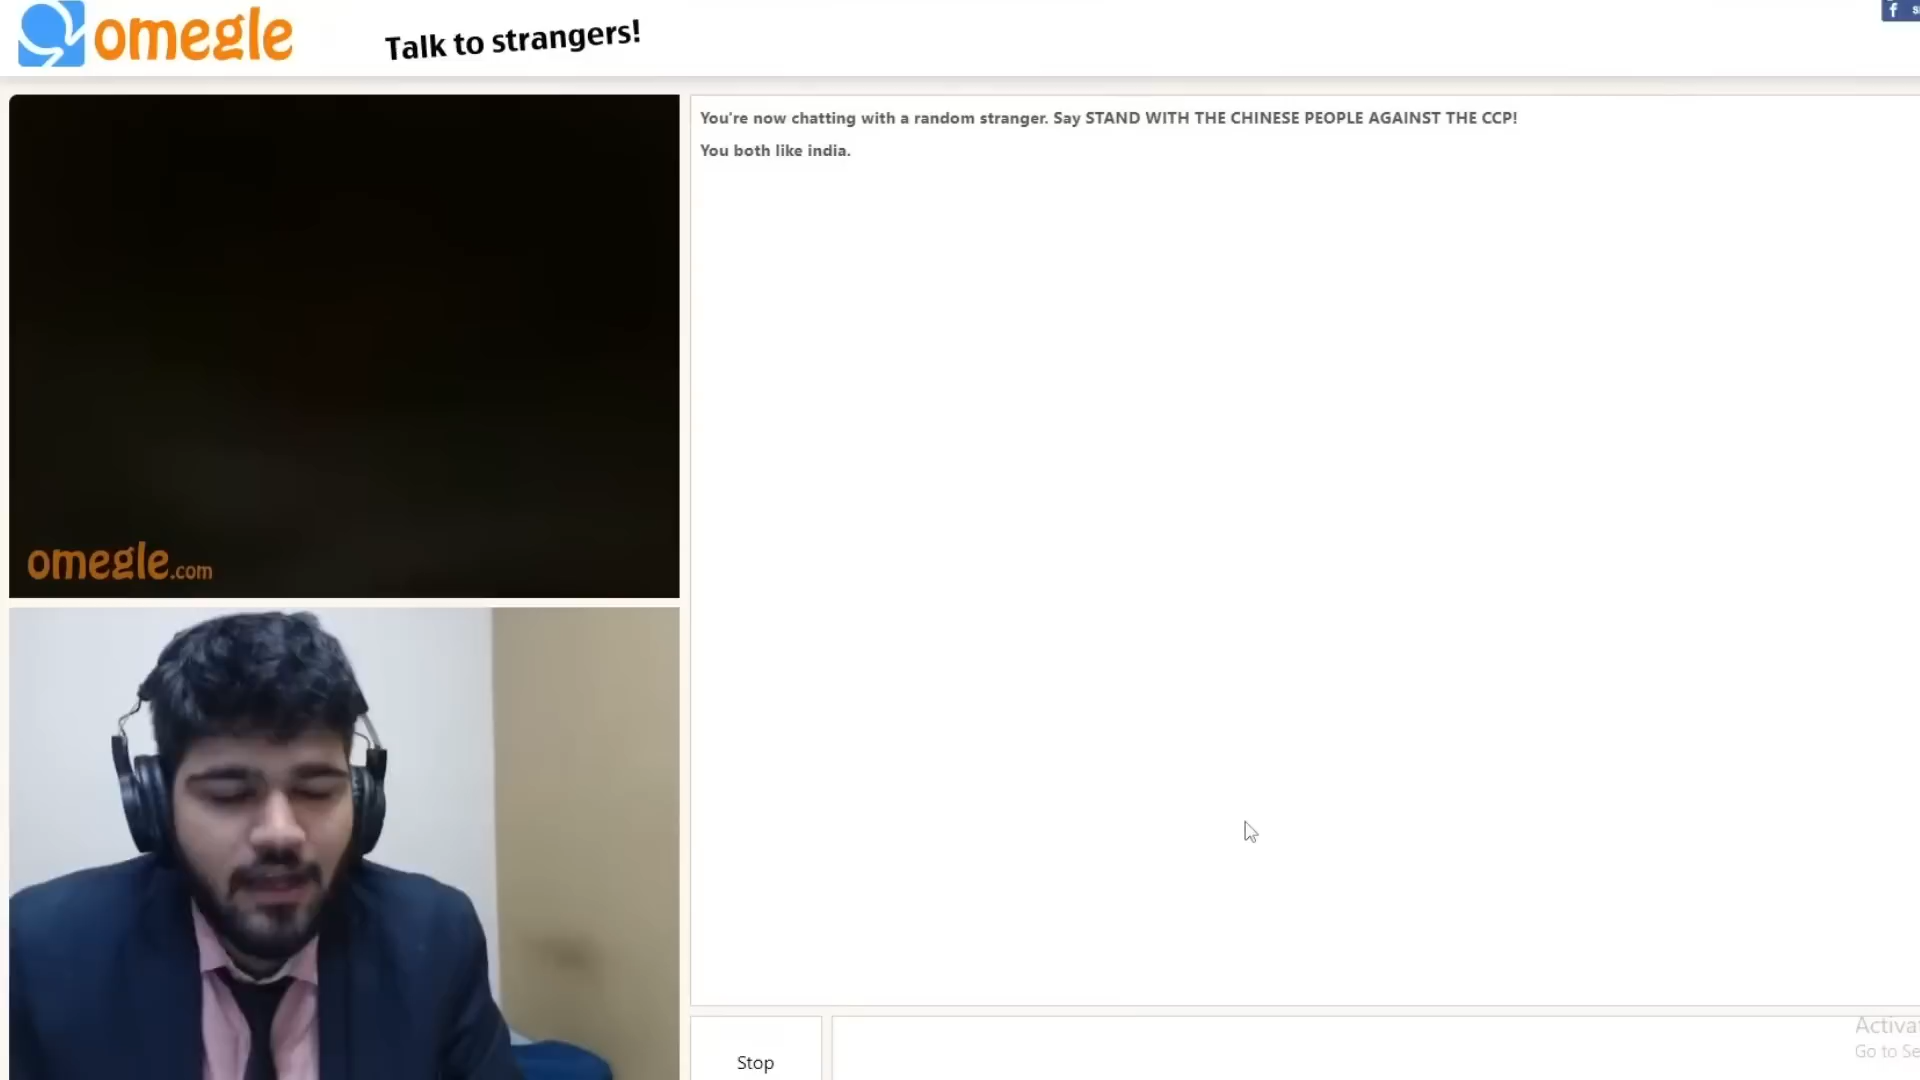 omegle
Talk to strangers!
You're now chatting with a random stranger. Say STAND WITH THE CHINESE PEOPLE AGAINST THE CCP!
You both like india.
omegle.com
Stop